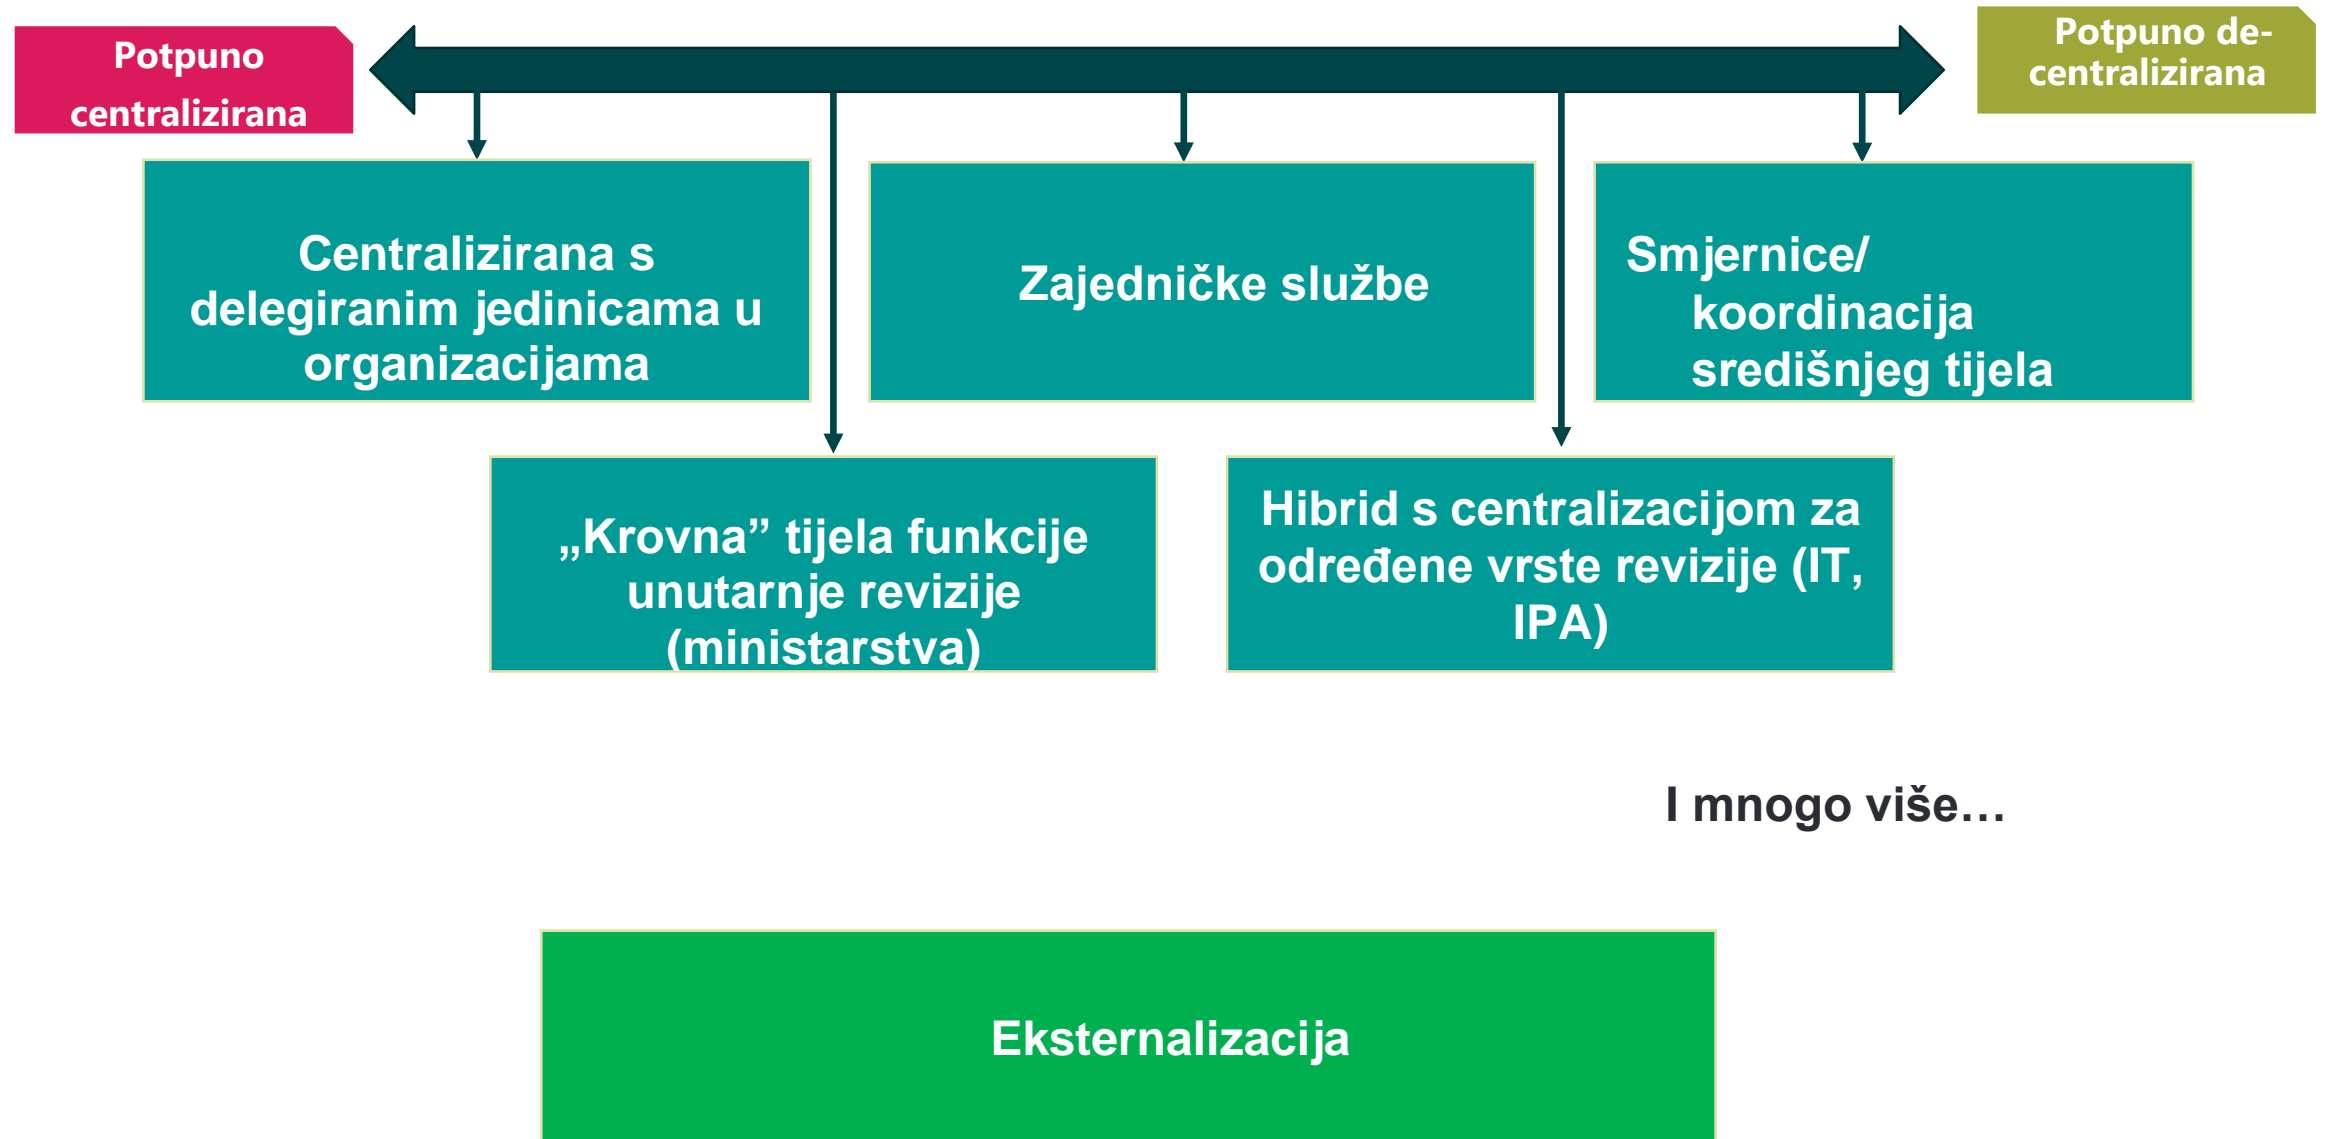 Potpuno
centralizirana
Potpuno de-
centralizirana
Centralizirana s
delegiranim jedinicama u
organizacijama
Zajedničke službe
Smjernice/
koordinacija
središnjeg tijela
„Krovna” tijela funkcije
unutarnje revizije
(ministarstva)
Hibrid s centralizacijom za
određene vrste revizije (IT,
IPA)
I mnogo više…
Eksternalizacija